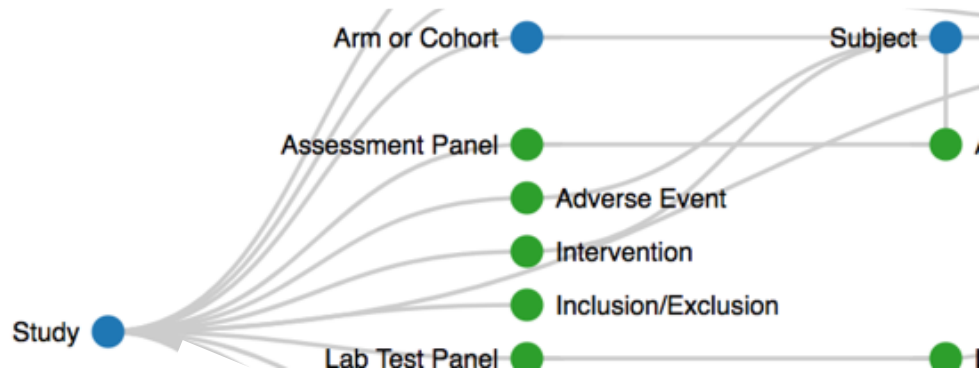 Arm or Cohort
Subject
Assessment Panel
Adverse Event
Intervention
Inclusion/Exclusion
Study
Lab Test Panel